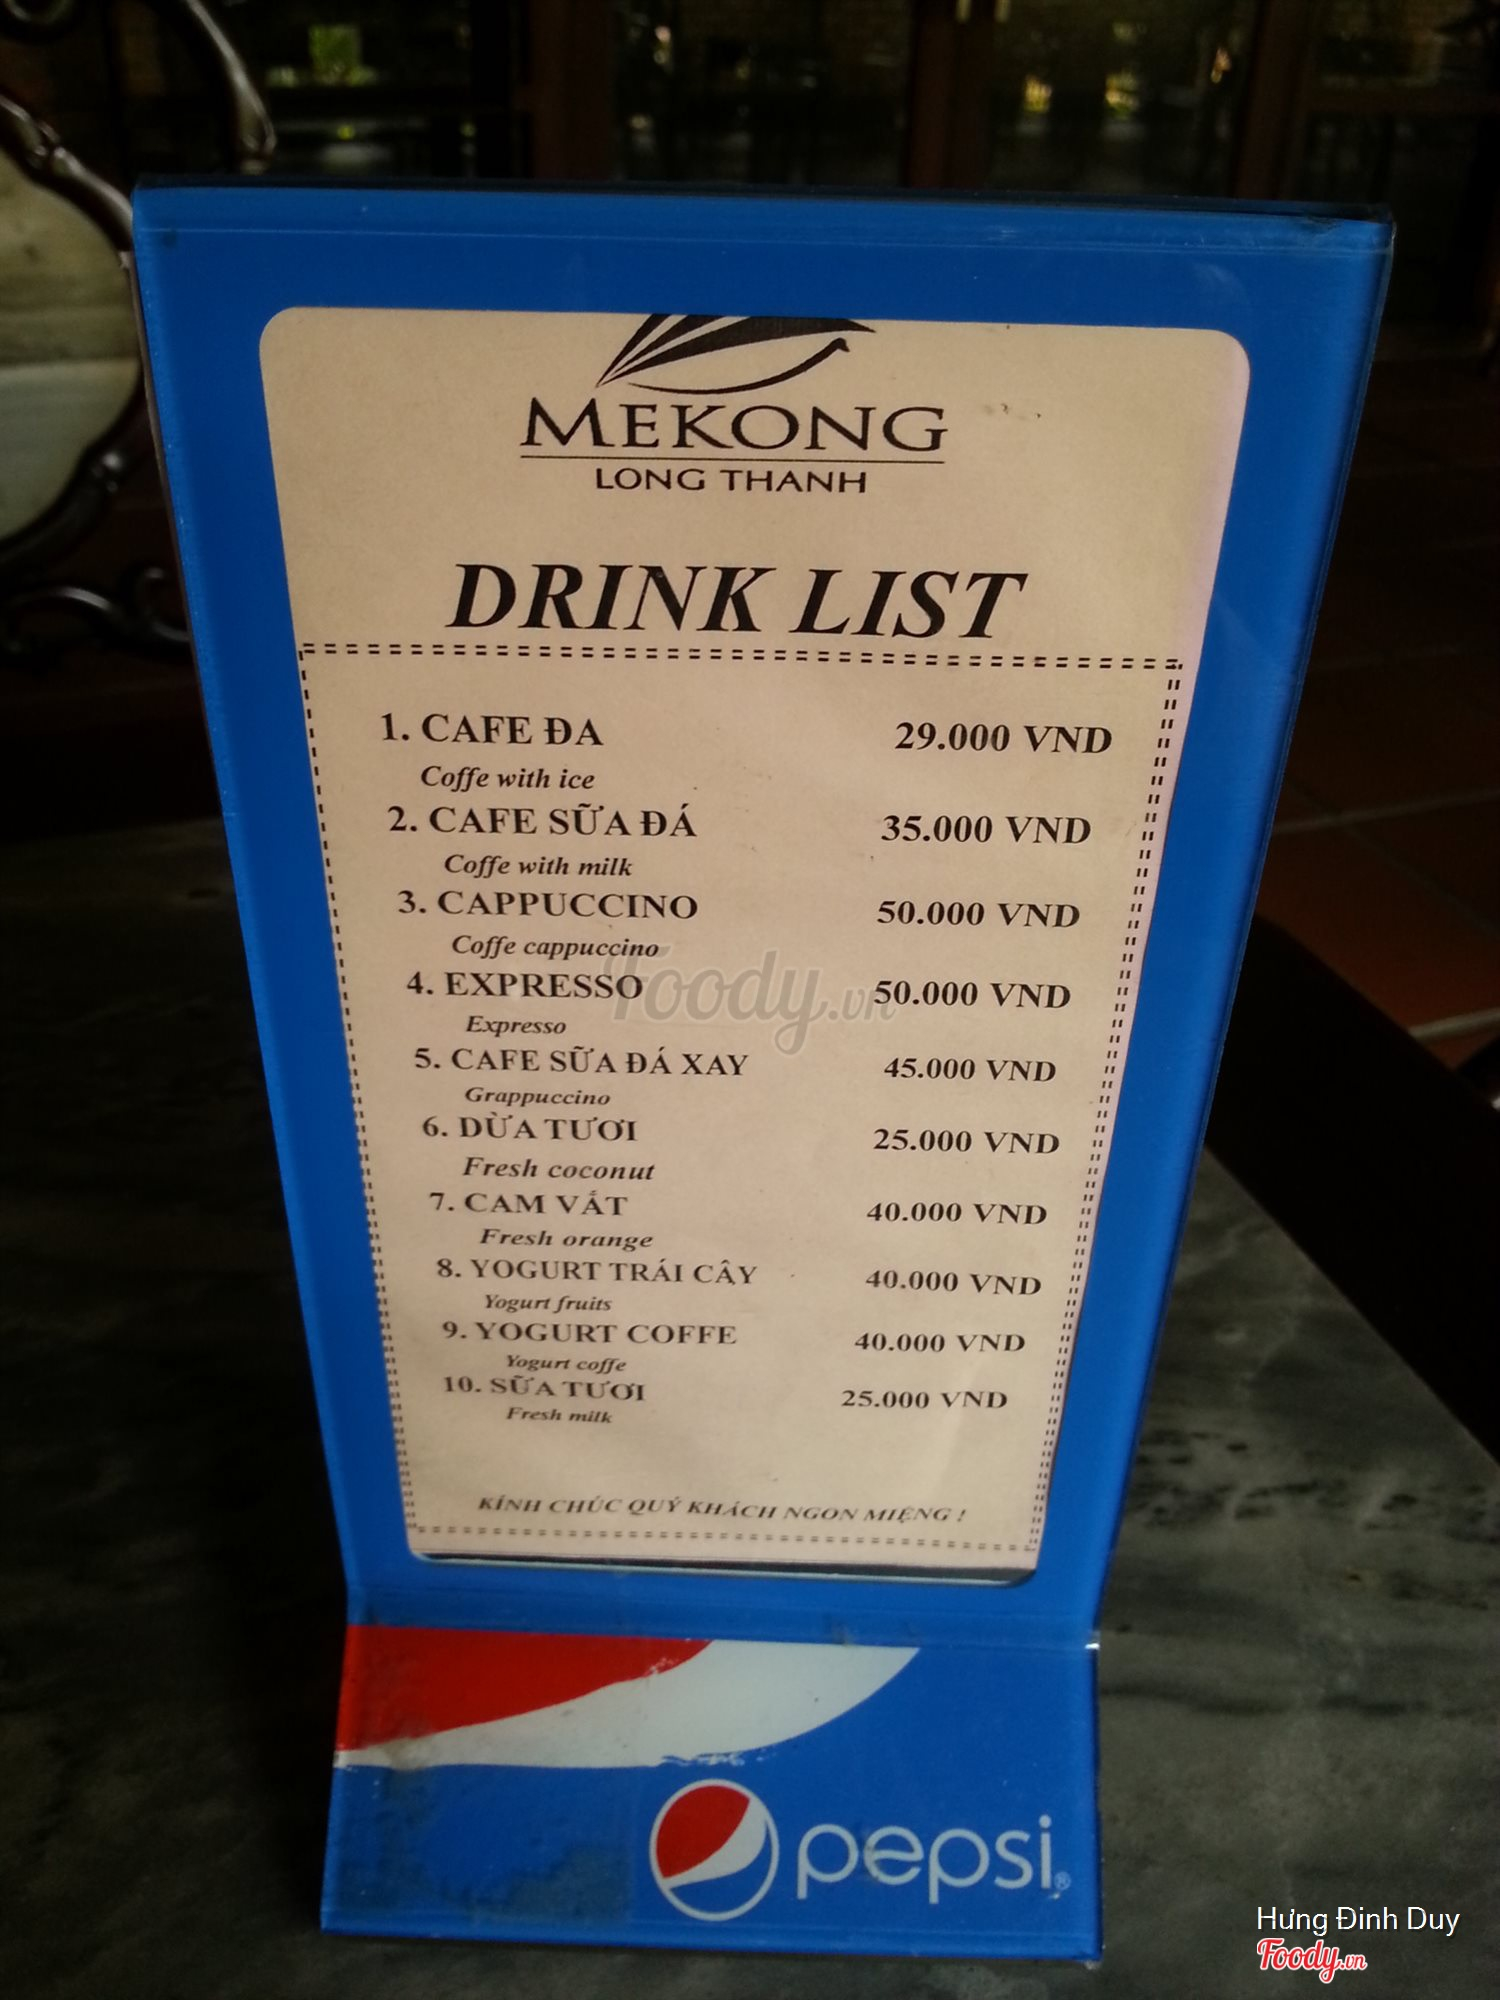 MEKONG
LONG THANH
DRINK LIST
1. CAFE ĐA 29.000 VND
Coffe with ice
2. CAFE SỮA ĐÁ 35.000 VND
Coffe with milk
3. CAPPUCCINO 50.000 VND
Coffe cappuccino
4. EXPRESSO 50.000 VND
Expresso
5. CAFE SỮA ĐÁ XAY 45.000 VND
Grappuccino
6. DỪA TƯƠI 25.000 VND
Fresh coconut
7. CAM VẮT 40.000 VND
Fresh orange
8. YOGURT TRÁI CÂY 40.000 VND
Yogurt fruits
9. YOGURT COFFE 40.000 VND
Yogurt coffe
10. SỮA TƯƠI 25.000 VND
Fresh milk
KÍNH CHÚC QUÝ KHÁCH NGON MIỆNG !
Foody.vn
pepsi®
Hưng Đinh Duy
Foody.vn